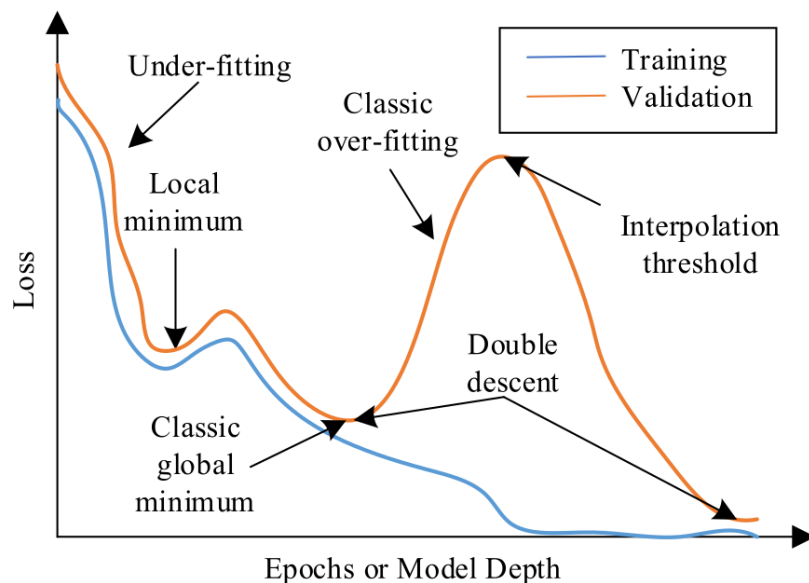 Under-fitting
Classic
over-fitting
Training
Validation
Local
minimum
Interpolation
threshold
Loss
Double
descent
Classic
global
minimum
Epochs or Model Depth